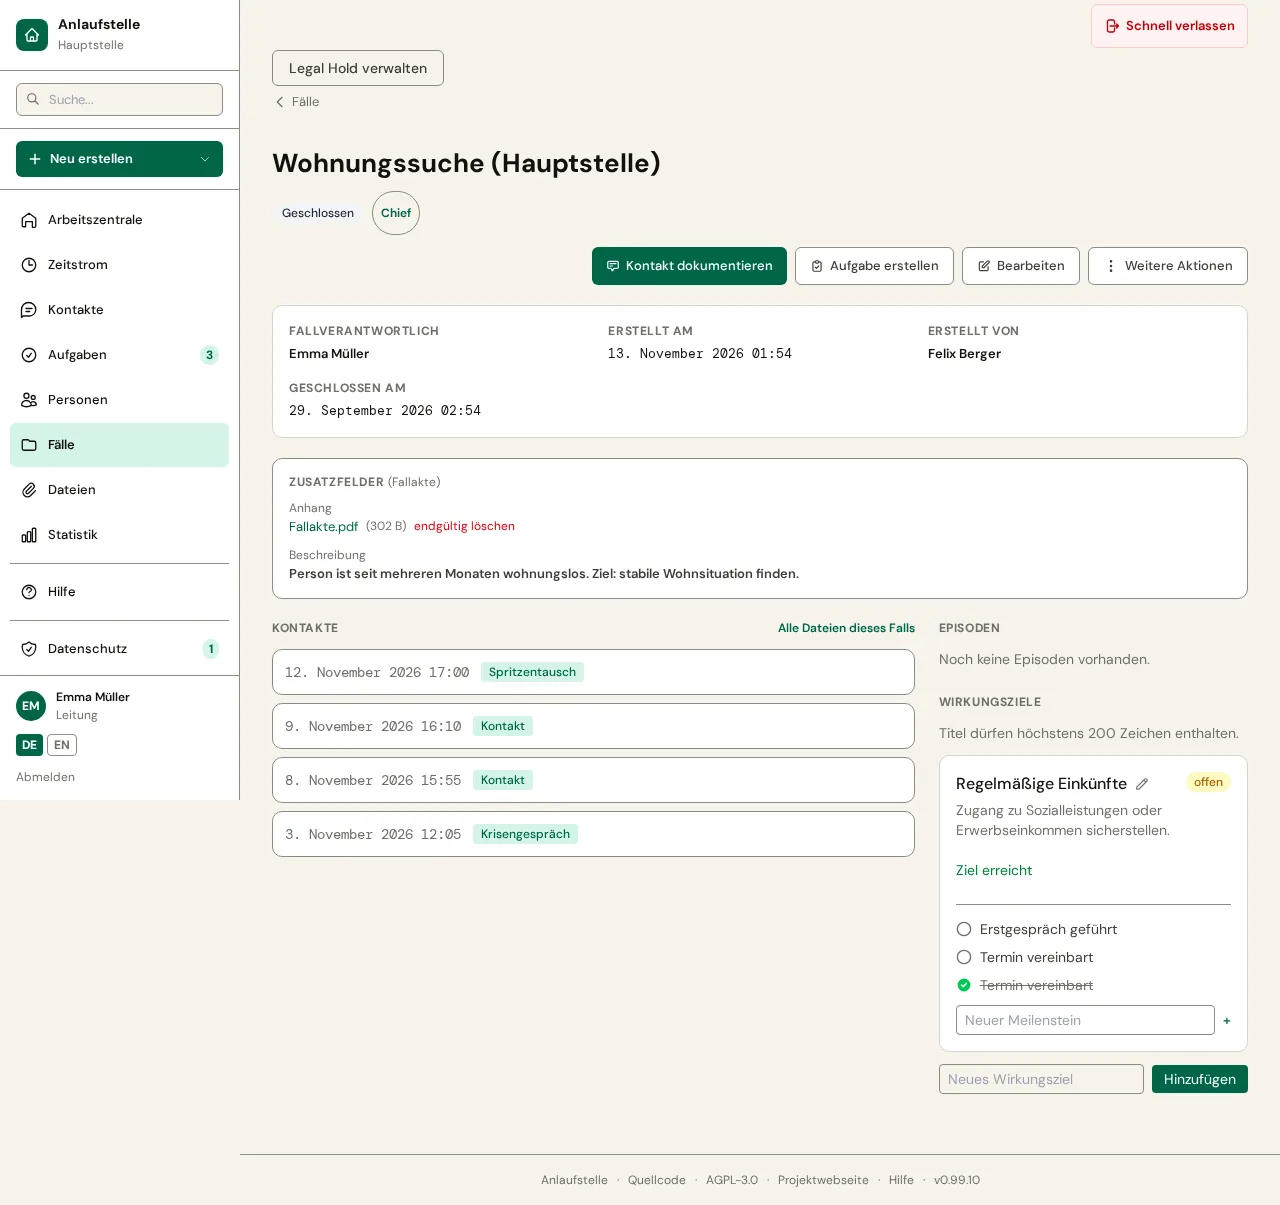 Anlaufstelle
Hauptstelle
Suche...
Neu erstellen
Arbeitszentrale
Zeitstrom
Kontakte
Aufgaben 3
Personen
Fälle
Dateien
Statistik
Hilfe
Datenschutz 1
EM Emma Müller
Leitung
DE EN
Abmelden
Schnell verlassen
Legal Hold verwalten
Fälle
Wohnungssuche (Hauptstelle)
Geschlossen Chief
Kontakt dokumentieren Aufgabe erstellen Bearbeiten Weitere Aktionen
FALLVERANTWORTLICH ERSTELLT AM ERSTELLT VON
Emma Müller 13. November 2026 01:54 Felix Berger
GESCHLOSSEN AM
29. September 2026 02:54
ZUSATZFELDER (Fallakte)
Anhang
Fallakte.pdf (302 B) endgültig löschen
Beschreibung
Person ist seit mehreren Monaten wohnungslos. Ziel: stabile Wohnsituation finden.
KONTAKTE Alle Dateien dieses Falls
12. November 2026 17:00 Spritzentausch
9. November 2026 16:10 Kontakt
8. November 2026 15:55 Kontakt
3. November 2026 12:05 Krisengespräch
EPISODEN
Noch keine Episoden vorhanden.
WIRKUNGSZIELE
Titel dürfen höchstens 200 Zeichen enthalten.
Regelmäßige Einkünfte offen
Zugang zu Sozialleistungen oder
Erwerbseinkommen sicherstellen.
Ziel erreicht
Erstgespräch geführt
Termin vereinbart
Termin vereinbart
Neuer Meilenstein +
Neues Wirkungsziel Hinzufügen
Anlaufstelle · Quellcode · AGPL-3.0 · Projektwebseite · Hilfe · v0.99.10